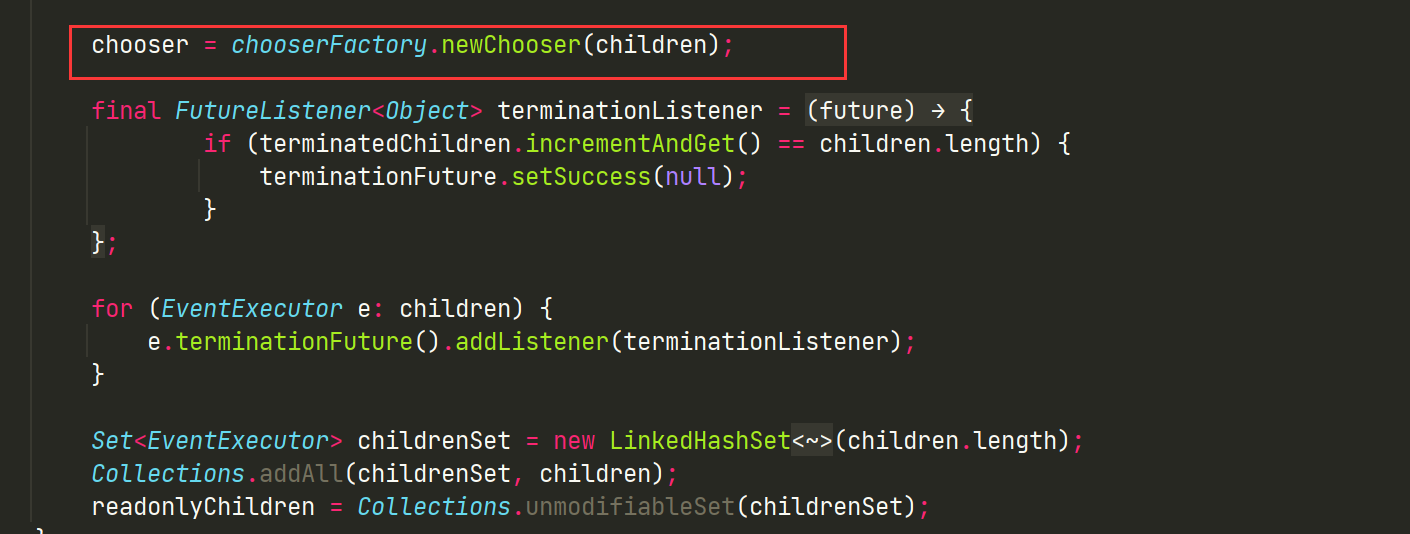 chooser = chooserFactory.newChooser(children);
final FutureListener<Object> terminationListener = (future) → {
if (terminatedChildren.incrementAndGet() == children.length) {
terminationFuture.setSuccess(null);
}
};
for (EventExecutor e: children) {
e.terminationFuture().addListener(terminationListener);
}
Set<EventExecutor> childrenSet = new LinkedHashSet<~>(children.length);
Collections.addAll(childrenSet, children);
readonlyChildren = Collections.unmodifiableSet(childrenSet);
}